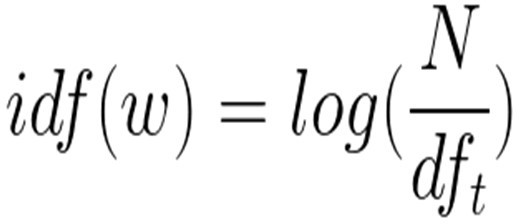 idf(w) = log(N/df_t)